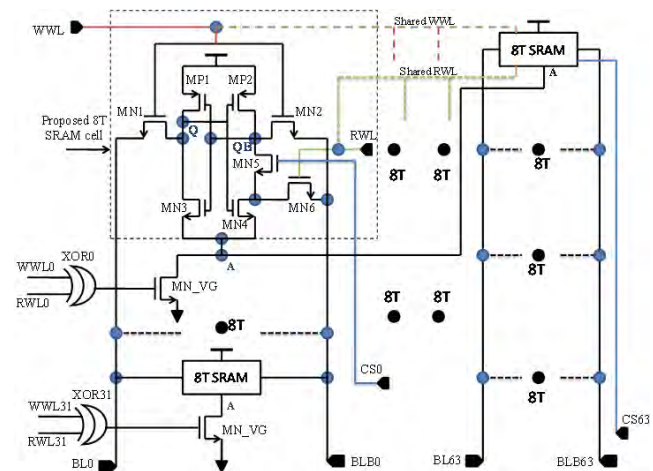 WWL
Shared WWL
8T SRAM
A
Shared RWL
MP1
MP2
MN1
MN2
Proposed 8T
SRAM cell
Q
QB
RWL
MN5
8T
8T
8T
MN3
MN4
MN6
A
WWL0
XOR0
RWL0
MN_VG
8T
8T
8T
8T
8T SRAM
CS0
8T
XOR31
WWL31
A
RWL31
MN_VG
CS63
BL0
BLB0
BL63
BLB63